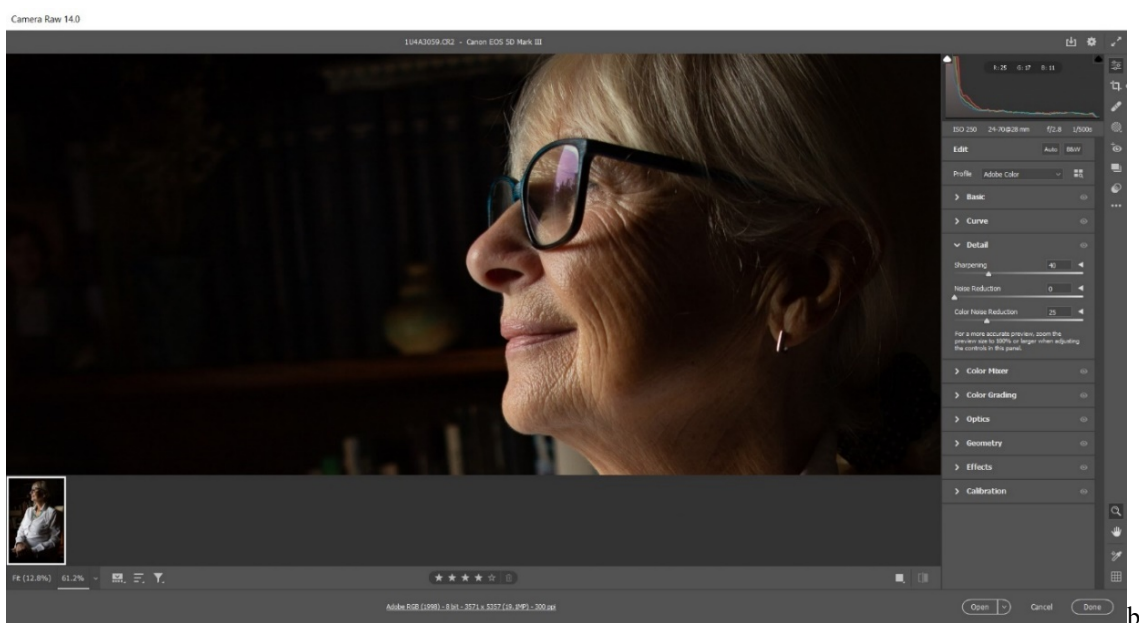 Camera Raw 14.0
1U4A3059.CR2 - Canon EOS 5D Mark III
R: 25 G: 17 B: 11
ISO 250 24-70@28 mm f/2.8 1/500s
Edit Auto B&W
Profile Adobe Color
Basic
Curve
Detail
Sharpening 40
Noise Reduction 0
Color Noise Reduction 25
For a more accurate preview, zoom the
preview size to 100% or larger when adjusting
the controls in this panel.
Color Mixer
Color Grading
Optics
Geometry
Effects
Calibration
Fit (12.8%) 61.2%
Adobe RGB (1998) - 8 bit - 3571 x 5357 (19.1MP) - 300 ppi
Open Cancel Done
b